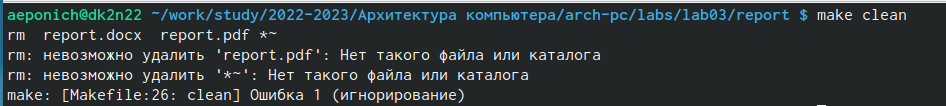 aeponich@dk2n22 ~/work/study/2022-2023/Архитектура компьютера/arch-pc/labs/lab03/report $ make clean
rm  report.docx  report.pdf *~
rm: невозможно удалить 'report.pdf': Нет такого файла или каталога
rm: невозможно удалить '*~': Нет такого файла или каталога
make: [Makefile:26: clean] Ошибка 1 (игнорирование)